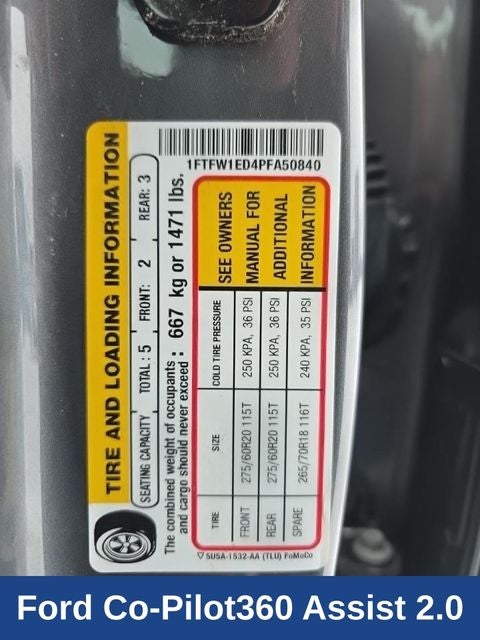 1FTFW1ED4PFA50840
TIRE AND LOADING INFORMATION
SEATING CAPACITY TOTAL : 5 FRONT: 2 REAR: 3
The combined weight of occupants
and cargo should never exceed : 667 kg or 1471 lbs.
TIRE SIZE COLD TIRE PRESSURE SEE OWNERS
FRONT 275/60R20 115T 250 KPA, 36 PSI MANUAL FOR
REAR 275/60R20 115T 250 KPA, 36 PSI ADDITIONAL
SPARE 265/70R18 116T 240 KPA, 35 PSI INFORMATION
5U5A-1532-AA (TLU) FoMoCo
Ford Co-Pilot360 Assist 2.0